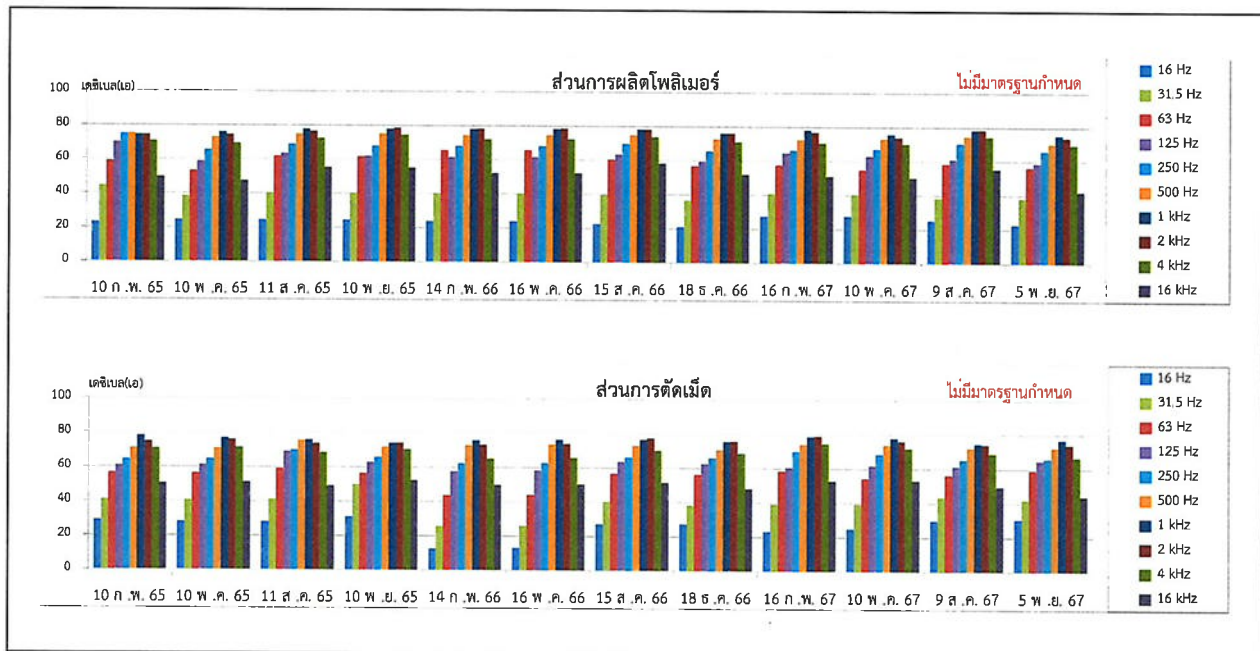 ส่วนการผลิตโพลิเมอร์
ไม่มีมาตรฐานกำหนด
เดซิเบล(เอ)
100
80
60
40
20
0
10 ก .พ. 65
10 พ .ค. 65
11 ส .ค. 65
10 พ .ย. 65
14 ก .พ. 66
16 พ .ค. 66
15 ส .ค. 66
18 ธ .ค. 66
16 ก .พ. 67
10 พ .ค. 67
9 ส .ค. 67
5 พ .ย. 67
16 Hz
31.5 Hz
63 Hz
125 Hz
250 Hz
500 Hz
1 kHz
2 kHz
4 kHz
16 kHz
ส่วนการตัดเม็ด
ไม่มีมาตรฐานกำหนด
เดซิเบล(เอ)
100
80
60
40
20
0
10 ก .พ. 65
10 พ .ค. 65
11 ส .ค. 65
10 พ .ย. 65
14 ก .พ. 66
16 พ .ค. 66
15 ส .ค. 66
18 ธ .ค. 66
16 ก .พ. 67
10 พ .ค. 67
9 ส .ค. 67
5 พ .ย. 67
16 Hz
31.5 Hz
63 Hz
125 Hz
250 Hz
500 Hz
1 kHz
2 kHz
4 kHz
16 kHz